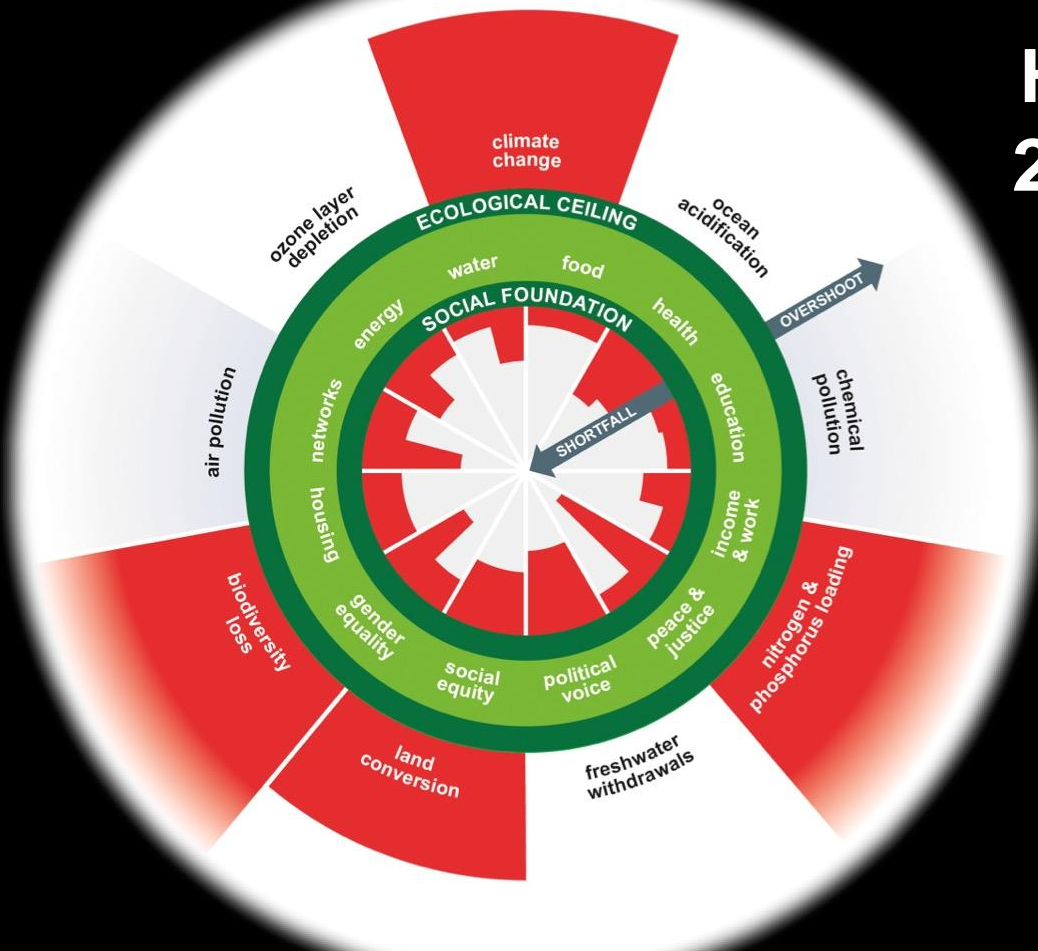 H
2
climate
change
ozone layer
depletion
ocean
acidification
ECOLOGICAL CEILING
water
food
energy
SOCIAL FOUNDATION
health
OVERSHOOT
networks
education
air pollution
chemical
pollution
SHORTFALL
housing
income
& work
biodiversity
loss
gender
equality
peace &
justice
nitrogen &
phosphorus loading
social
equity
political
voice
land
conversion
freshwater
withdrawals